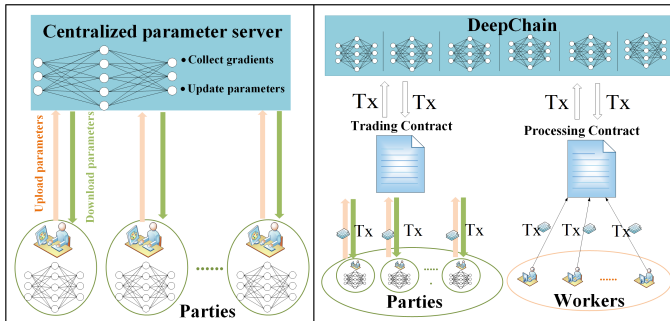 Centralized parameter server
• Collect gradients
• Update parameters
Upload parameters
Download parameters
......
Parties
DeepChain
Tx Tx
Tx Tx
Trading Contract
Processing Contract
Tx Tx Tx
Tx Tx Tx
......
Parties
......
Workers